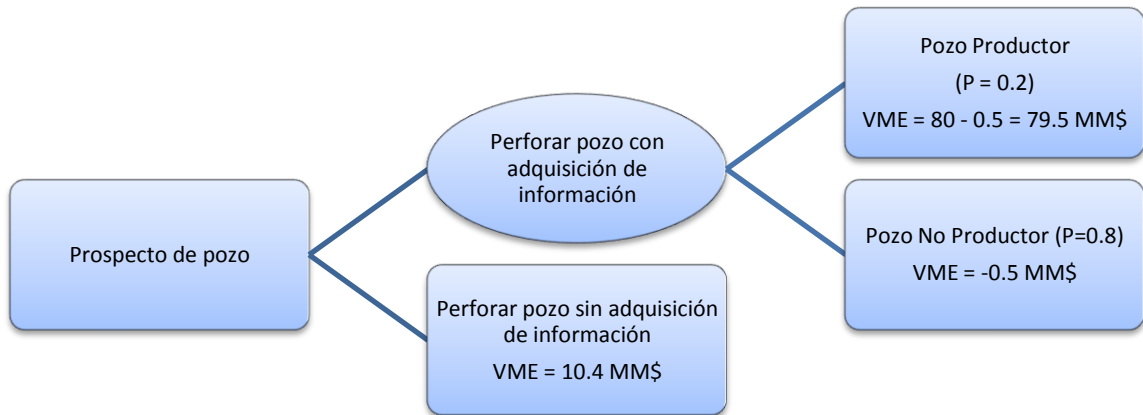 Prospecto de pozo
Perforar pozo con
adquisición de
información
Perforar pozo sin adquisición
de información
VME = 10.4 MM$
Pozo Productor
(P = 0.2)
VME = 80 - 0.5 = 79.5 MM$
Pozo No Productor (P=0.8)
VME = -0.5 MM$